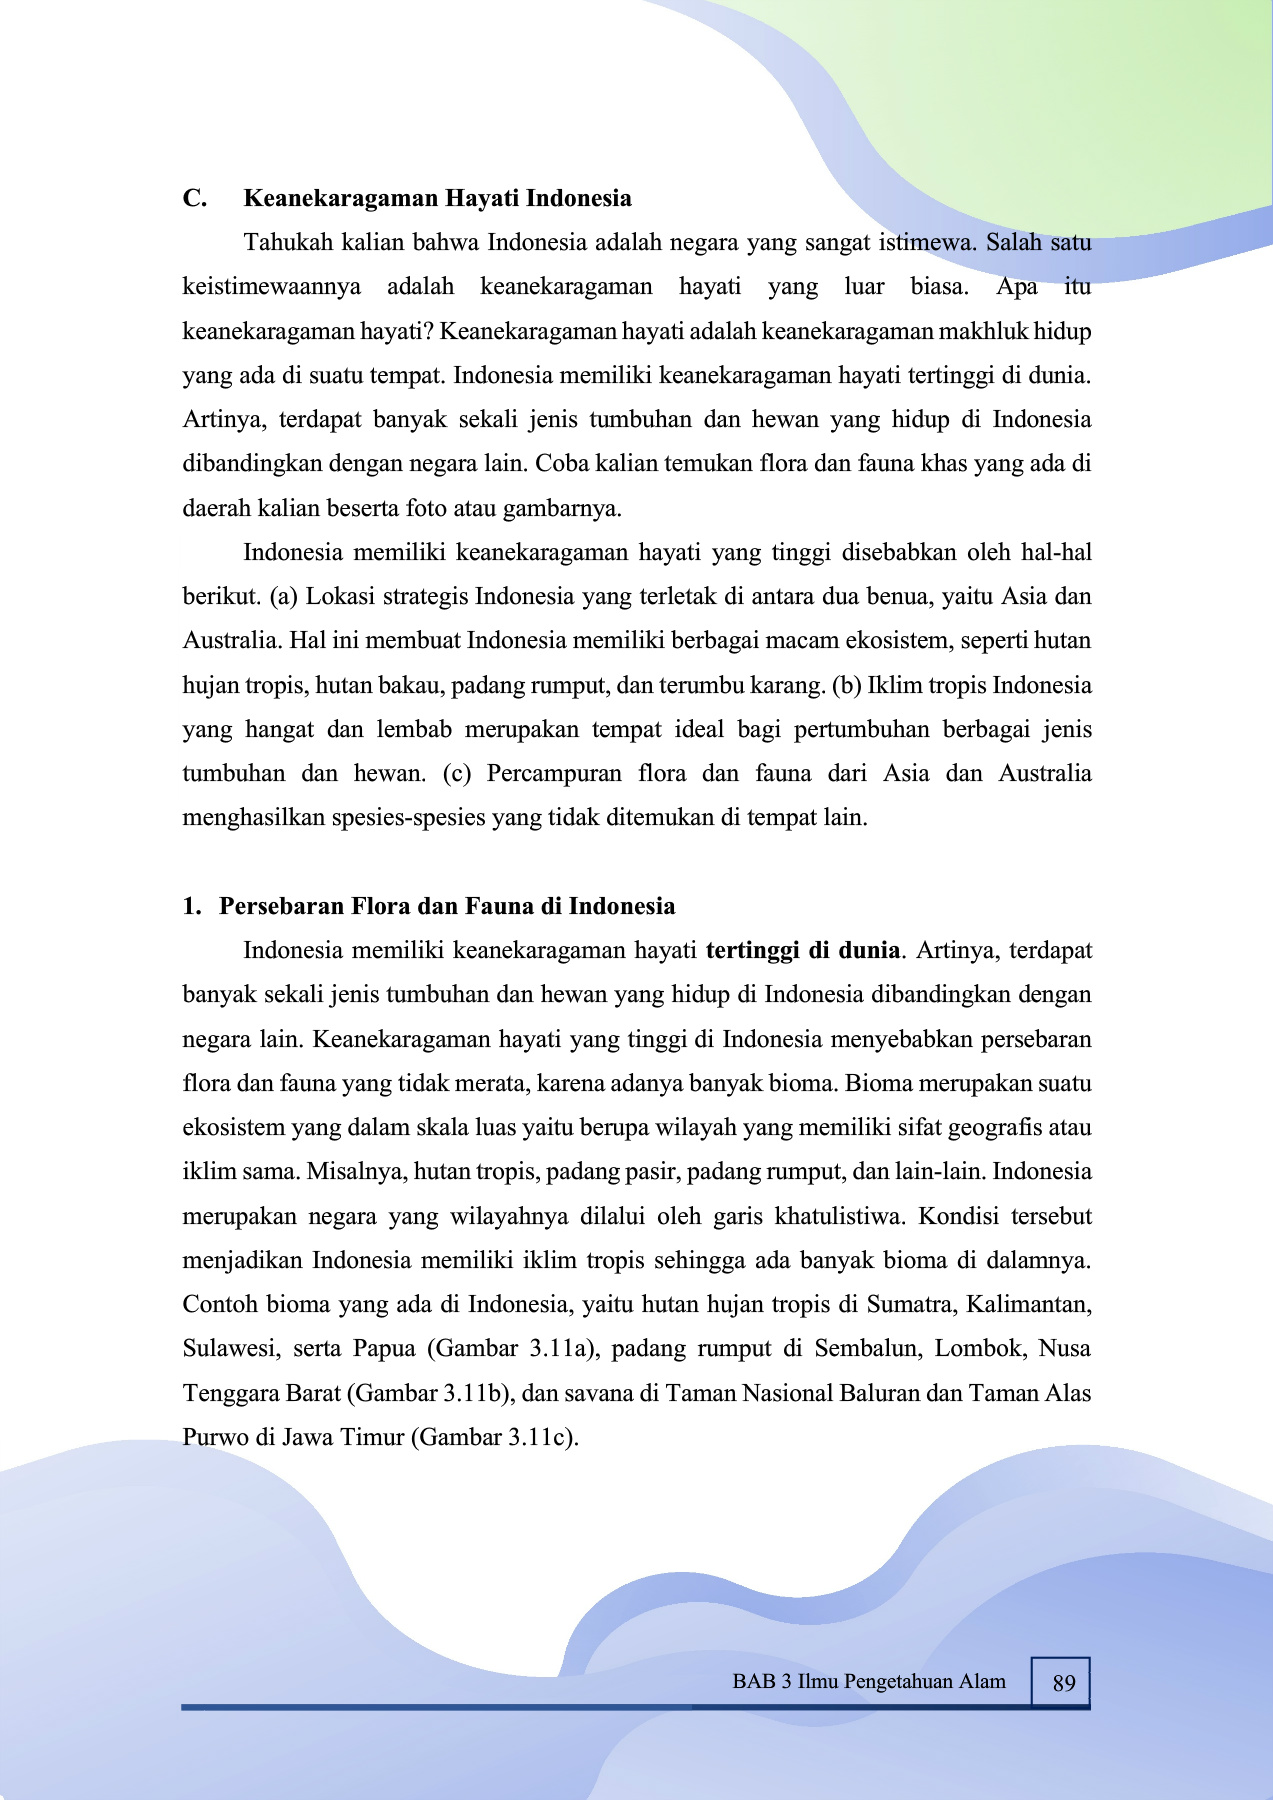 C. Keanekaragaman Hayati Indonesia
Tahukah kalian bahwa Indonesia adalah negara yang sangat istimewa. Salah satu
keistimewaannya adalah keanekaragaman hayati yang luar biasa. Apa itu
keanekaragaman hayati? Keanekaragaman hayati adalah keanekaragaman makhluk hidup
yang ada di suatu tempat. Indonesia memiliki keanekaragaman hayati tertinggi di dunia.
Artinya, terdapat banyak sekali jenis tumbuhan dan hewan yang hidup di Indonesia
dibandingkan dengan negara lain. Coba kalian temukan flora dan fauna khas yang ada di
daerah kalian beserta foto atau gambarnya.
Indonesia memiliki keanekaragaman hayati yang tinggi disebabkan oleh hal-hal
berikut. (a) Lokasi strategis Indonesia yang terletak di antara dua benua, yaitu Asia dan
Australia. Hal ini membuat Indonesia memiliki berbagai macam ekosistem, seperti hutan
hujan tropis, hutan bakau, padang rumput, dan terumbu karang. (b) Iklim tropis Indonesia
yang hangat dan lembab merupakan tempat ideal bagi pertumbuhan berbagai jenis
tumbuhan dan hewan. (c) Percampuran flora dan fauna dari Asia dan Australia
menghasilkan spesies-spesies yang tidak ditemukan di tempat lain.
1. Persebaran Flora dan Fauna di Indonesia
Indonesia memiliki keanekaragaman hayati tertinggi di dunia. Artinya, terdapat
banyak sekali jenis tumbuhan dan hewan yang hidup di Indonesia dibandingkan dengan
negara lain. Keanekaragaman hayati yang tinggi di Indonesia menyebabkan persebaran
flora dan fauna yang tidak merata, karena adanya banyak bioma. Bioma merupakan suatu
ekosistem yang dalam skala luas yaitu berupa wilayah yang memiliki sifat geografis atau
iklim sama. Misalnya, hutan tropis, padang pasir, padang rumput, dan lain-lain. Indonesia
merupakan negara yang wilayahnya dilalui oleh garis khatulistiwa. Kondisi tersebut
menjadikan Indonesia memiliki iklim tropis sehingga ada banyak bioma di dalamnya.
Contoh bioma yang ada di Indonesia, yaitu hutan hujan tropis di Sumatra, Kalimantan,
Sulawesi, serta Papua (Gambar 3.11a), padang rumput di Sembalun, Lombok, Nusa
Tenggara Barat (Gambar 3.11b), dan savana di Taman Nasional Baluran dan Taman Alas
Purwo di Jawa Timur (Gambar 3.11c).
BAB 3 Ilmu Pengetahuan Alam 89